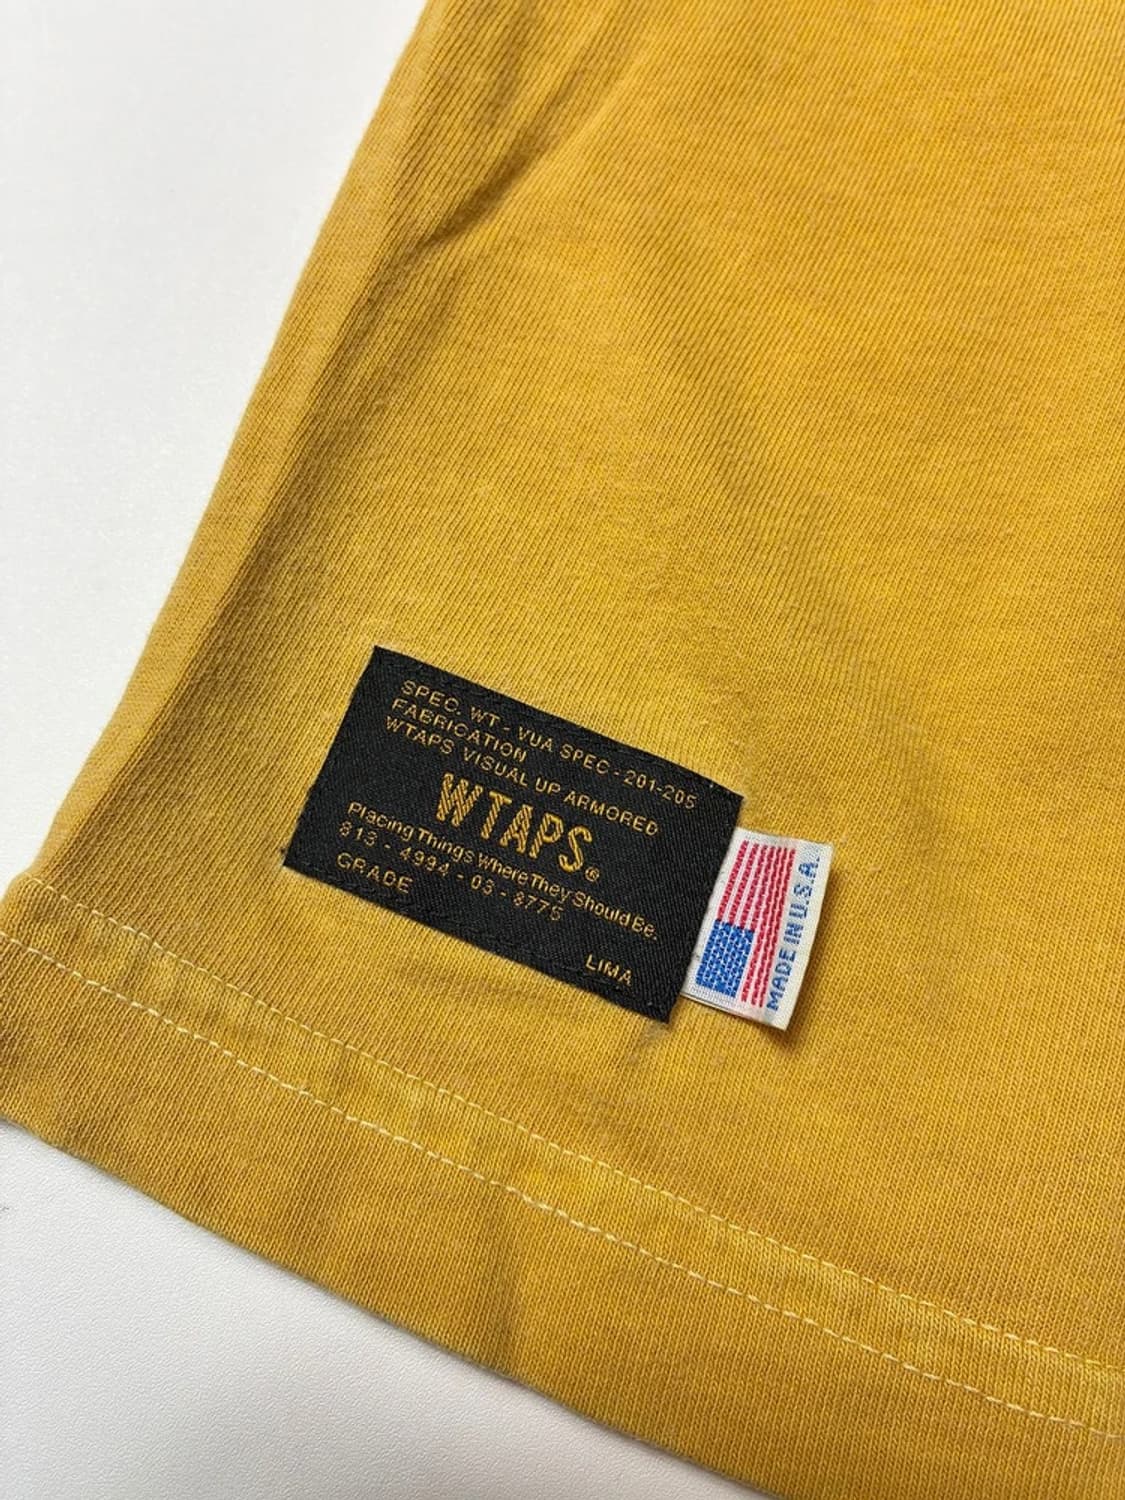 SPEC. WT - VUA SPEC - 201-205
FABRICATION
WTAPS VISUAL UP ARMORED
WTAPS®
Placing Things Where They Should Be.
813 - 4994 - 03 - 8775
GRADE
LIMA
MADE IN U.S.A.